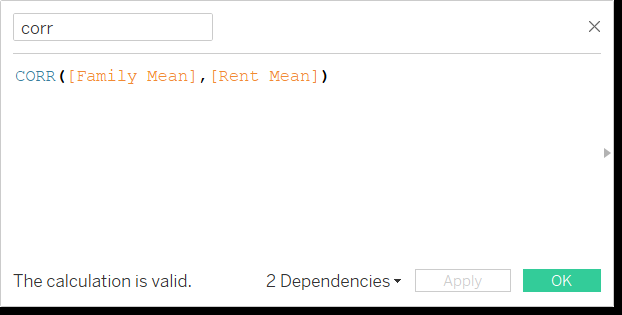 corr
CORR([Family Mean],[Rent Mean])
The calculation is valid.
2 Dependencies
Apply
OK